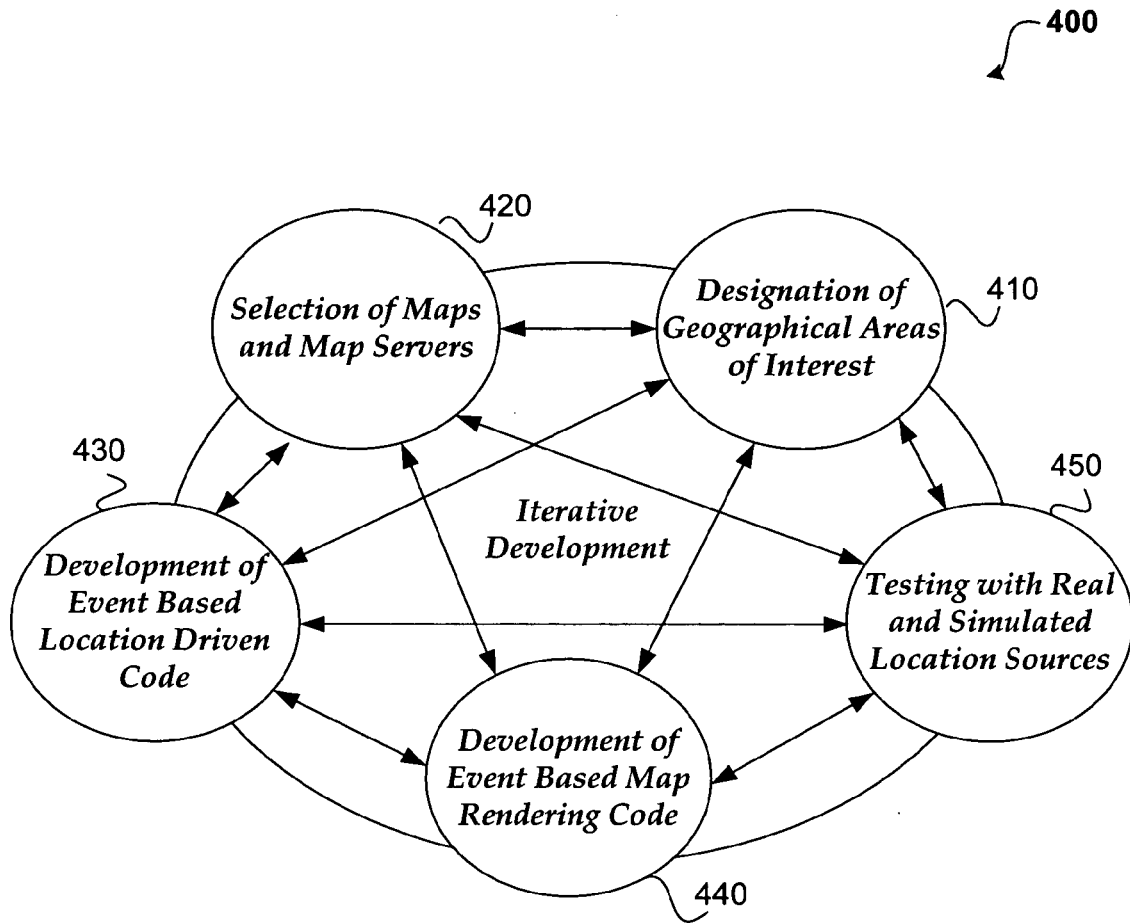 400
420
Selection of Maps
and Map Servers
Designation of
Geographical Areas
of Interest
410
430
Development of
Event Based
Location Driven
Code
Iterative
Development
450
Testing with Real
and Simulated
Location Sources
Development of
Event Based Map
Rendering Code
440